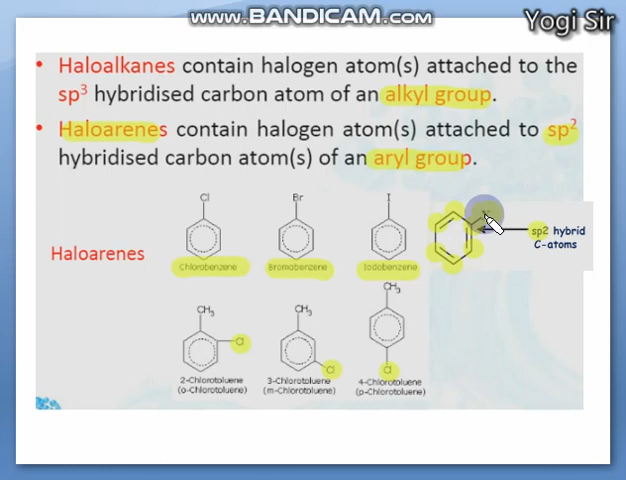 www.BANDICAM.com
Yogi Sir
• Haloalkanes contain halogen atom(s) attached to the
sp³ hybridised carbon atom of an alkyl group.
• Haloarenes contain halogen atom(s) attached to sp²
hybridised carbon atom(s) of an aryl group.
Haloarenes
Cl
Br
I
Chlorobenzene
Bromobenzene
Iodobenzene
sp2 hybrid
C-atoms
CH₃
CH₃
CH₃
Cl
Cl
Cl
2-Chlorotoluene
(o-Chlorotoluene)
3-Chlorotoluene
(m-Chlorotoluene)
4-Chlorotoluene
(p-Chlorotoluene)